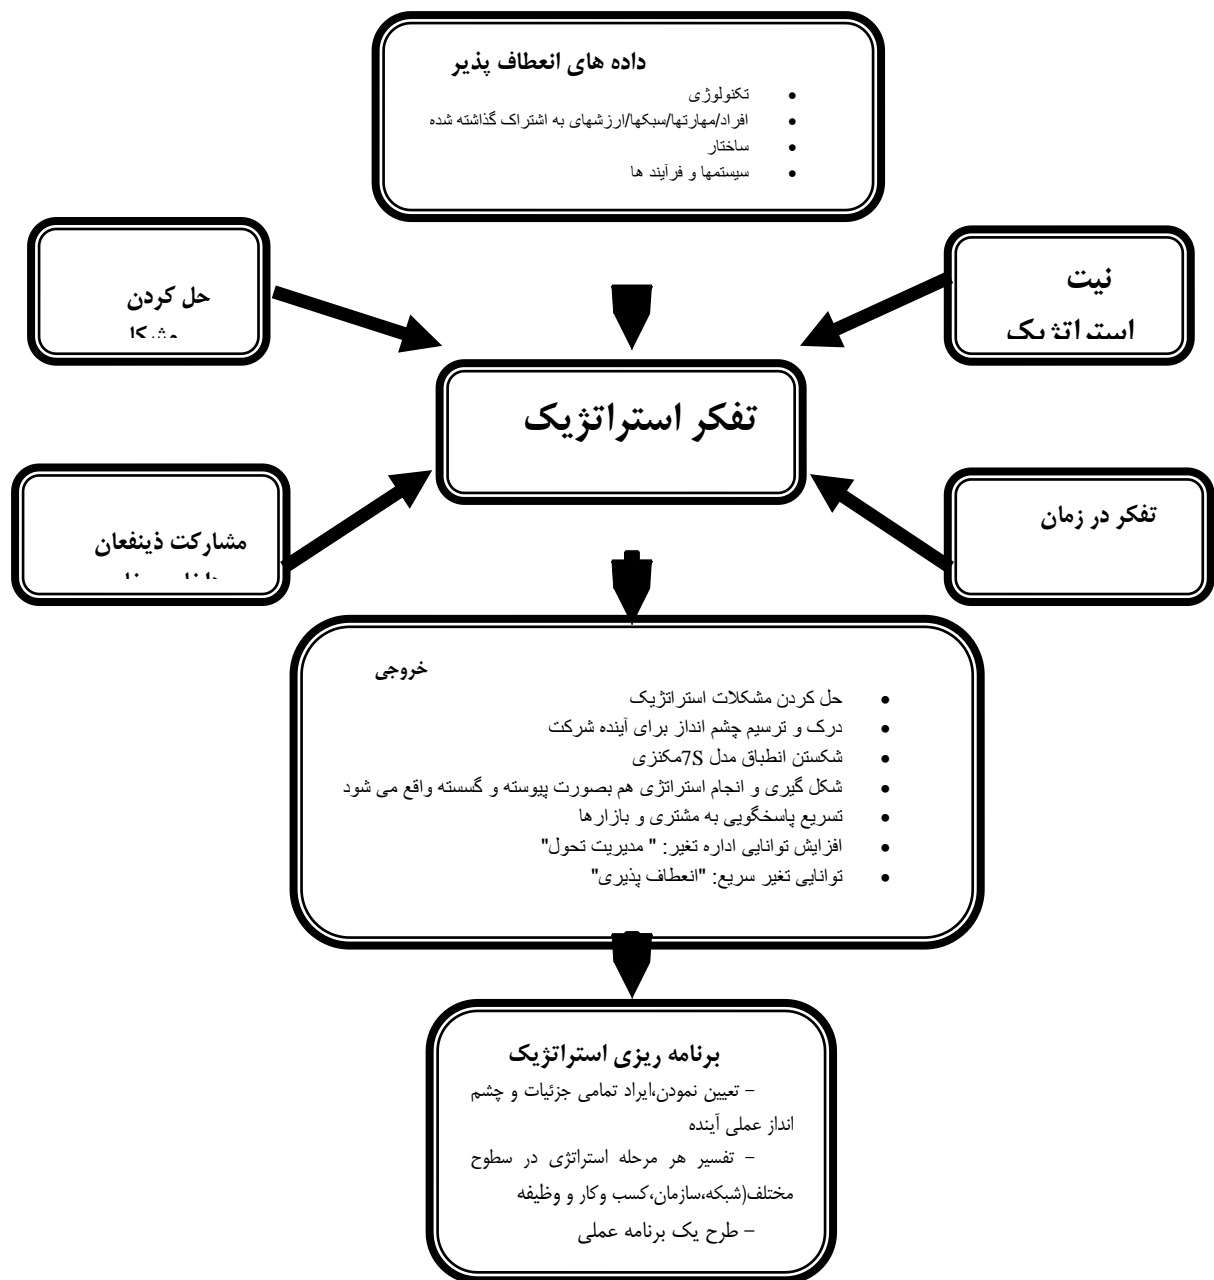 داده های انعطاف پذیر
• تکنولوژی
• افراد/مهارتها/سبکها/ارزشهای به اشتراک گذاشته شده
• ساختار
• سیستمها و فرآیند ها
نیت
استراتژیک
حل کردن
تفکر استراتژیک
تفکر در زمان
مشارکت ذینفعان
خروجی
• حل کردن مشکلات استراتژیک
• درک و ترسیم چشم انداز برای آینده شرکت
• شکستن انطباق مدل 7S مکنزی
• شکل گیری و انجام استراتژی هم بصورت پیوسته و گسسته واقع می شود
• تسریع پاسخگویی به مشتری و بازارها
• افزایش توانایی اداره تغیر: " مدیریت تحول"
• توانایی تغیر سریع: "انعطاف پذیری"
برنامه ریزی استراتژیک
- تعیین نمودن،ایراد تمامی جزئیات و چشم
انداز عملی آینده
- تفسیر هر مرحله استراتژی در سطوح
مختلف(شبکه،سازمان،کسب وکار و وظیفه
- طرح یک برنامه عملی